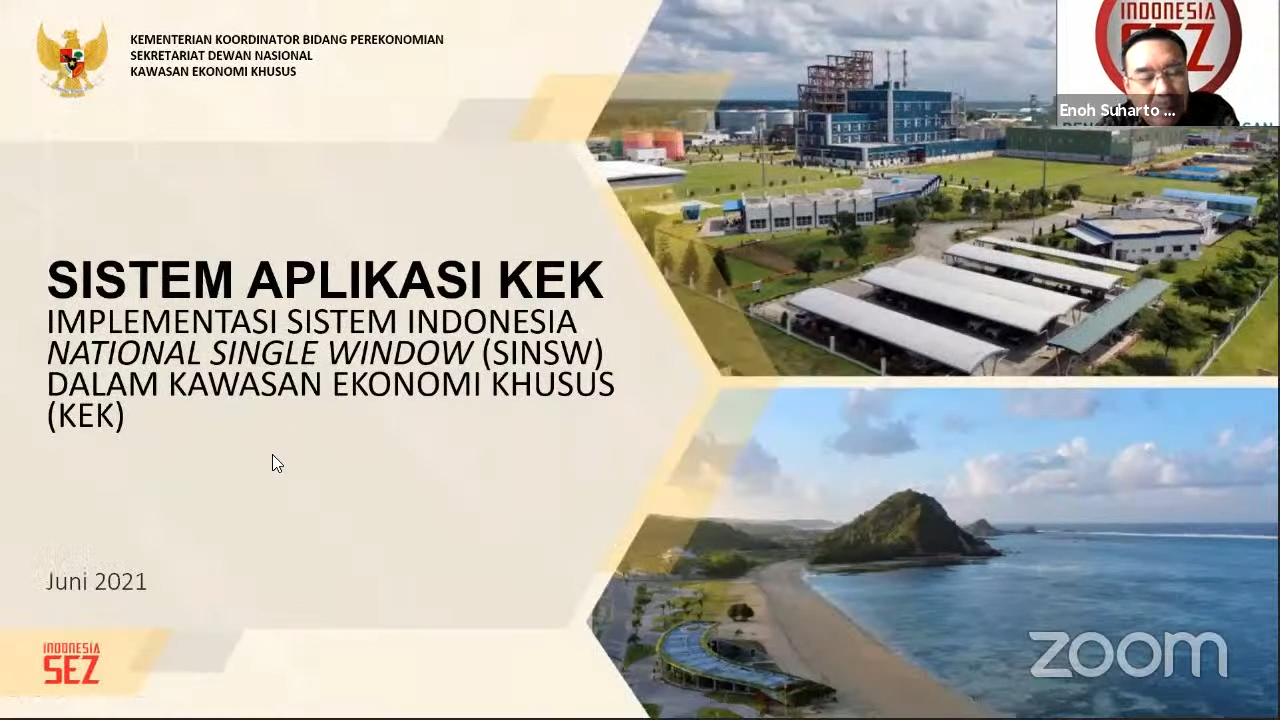 KEMENTERIAN KOORDINATOR BIDANG PEREKONOMIAN
SEKRETARIAT DEWAN NASIONAL
KAWASAN EKONOMI KHUSUS
INDONESIA
Enoh Suharto ...
SISTEM APLIKASI KEK
IMPLEMENTASI SISTEM INDONESIA
NATIONAL SINGLE WINDOW (SINSW)
DALAM KAWASAN EKONOMI KHUSUS
(KEK)
Juni 2021
INDONESIA
SEZ
zoom